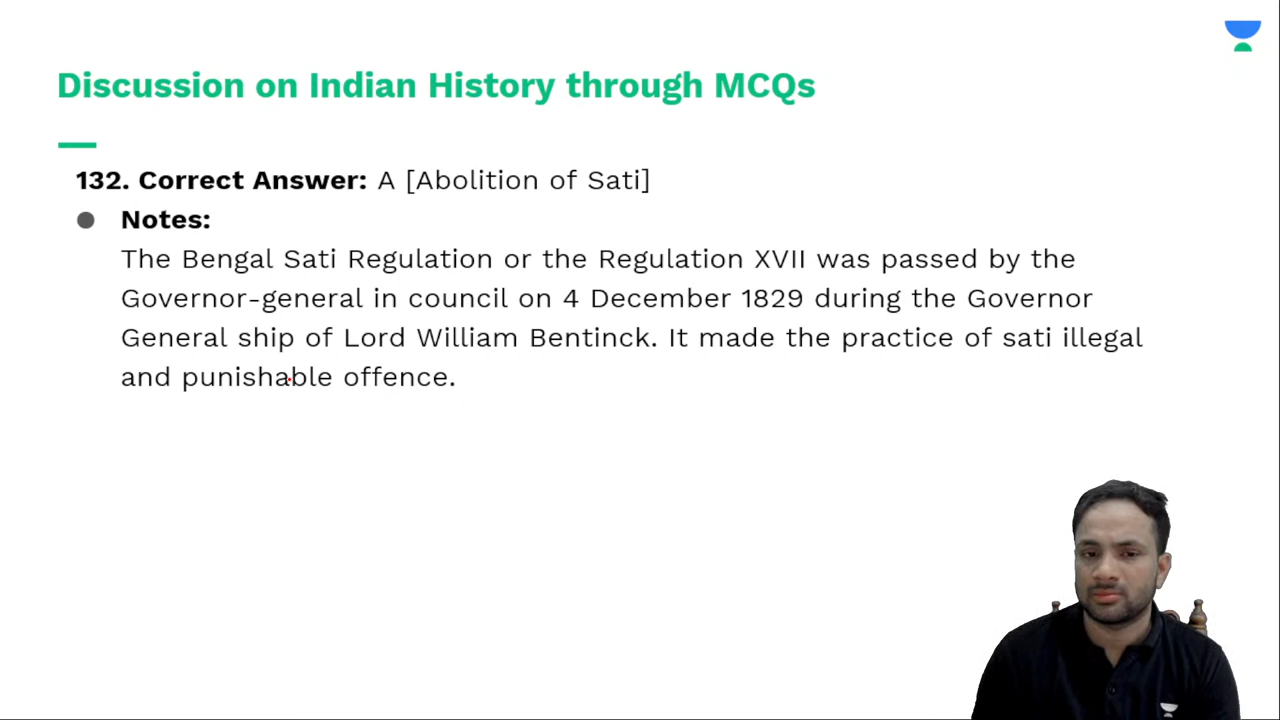 Discussion on Indian History through MCQs
132. Correct Answer: A [Abolition of Sati]
Notes:
The Bengal Sati Regulation or the Regulation XVII was passed by the
Governor-general in council on 4 December 1829 during the Governor
General ship of Lord William Bentinck. It made the practice of sati illegal
and punishable offence.